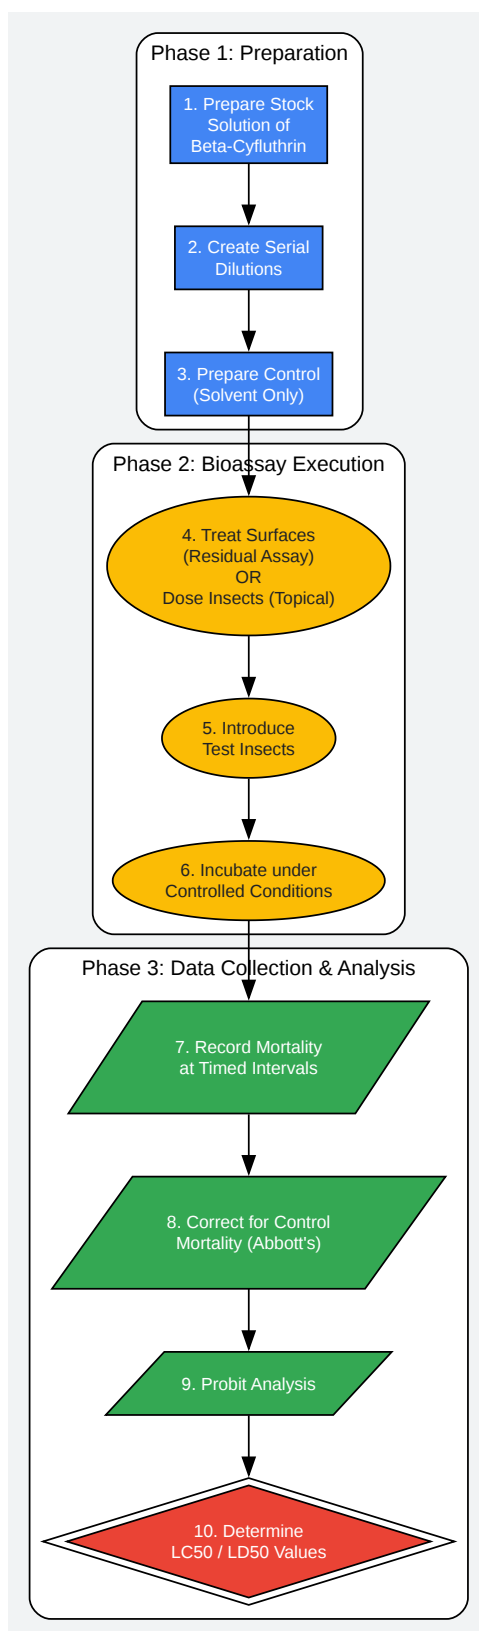 Phase 1: Preparation
1. Prepare Stock
Solution of
Beta-Cyfluthrin
2. Create Serial
Dilutions
3. Prepare Control
(Solvent Only)
Phase 2: Bioassay Execution
4. Treat Surfaces
(Residual Assay)
OR
Dose Insects (Topical)
5. Introduce
Test Insects
6. Incubate under
Controlled Conditions
Phase 3: Data Collection & Analysis
7. Record Mortality
at Timed Intervals
8. Correct for Control
Mortality (Abbott's)
9. Probit Analysis
10. Determine
LC50 / LD50 Values